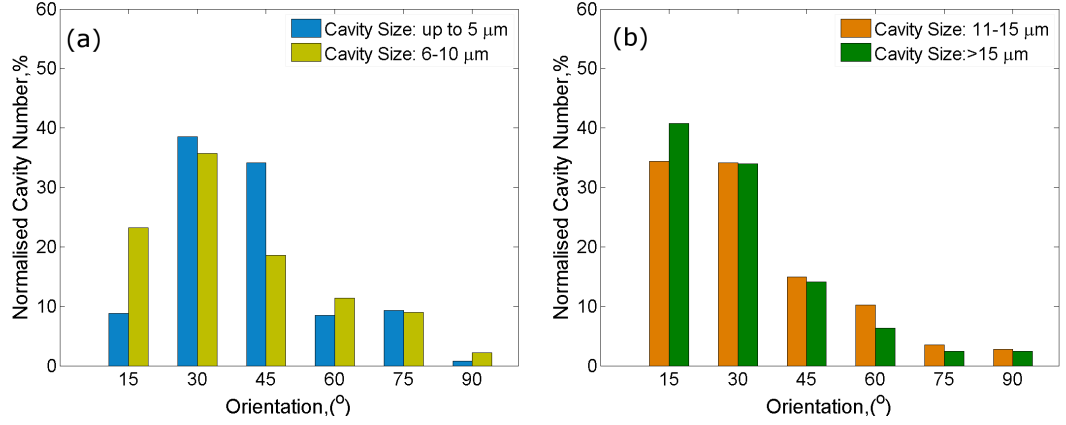 (a)
Cavity Size: up to 5 μm
Cavity Size: 6-10 μm
Normalised Cavity Number,%
60
50
40
30
20
10
0
15 30 45 60 75 90
Orientation,(o)
(b)
Cavity Size: 11-15 μm
Cavity Size:>15 μm
Normalised Cavity Number,%
60
50
40
30
20
10
0
15 30 45 60 75 90
Orientation,(o)